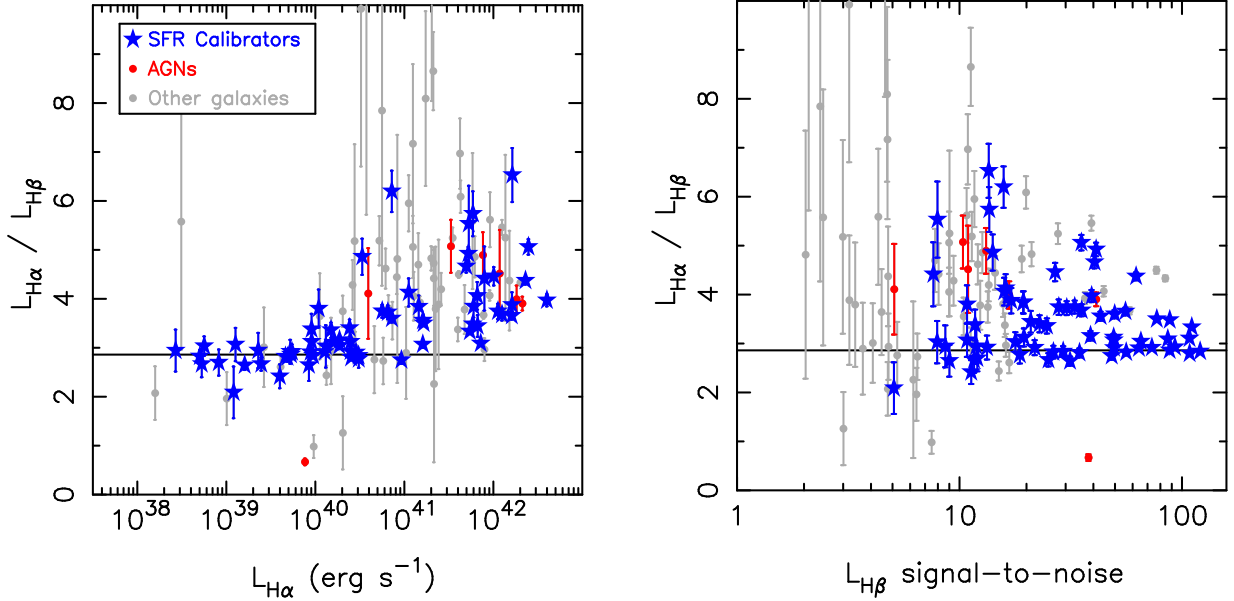 SFR Calibrators
AGNs
Other galaxies
8
6
4
2
0
L_Hα / L_Hβ
10^38 10^39 10^40 10^41 10^42
L_Hα (erg s^−1)
8
6
4
2
0
L_Hα / L_Hβ
1 10 100
L_Hβ signal−to−noise